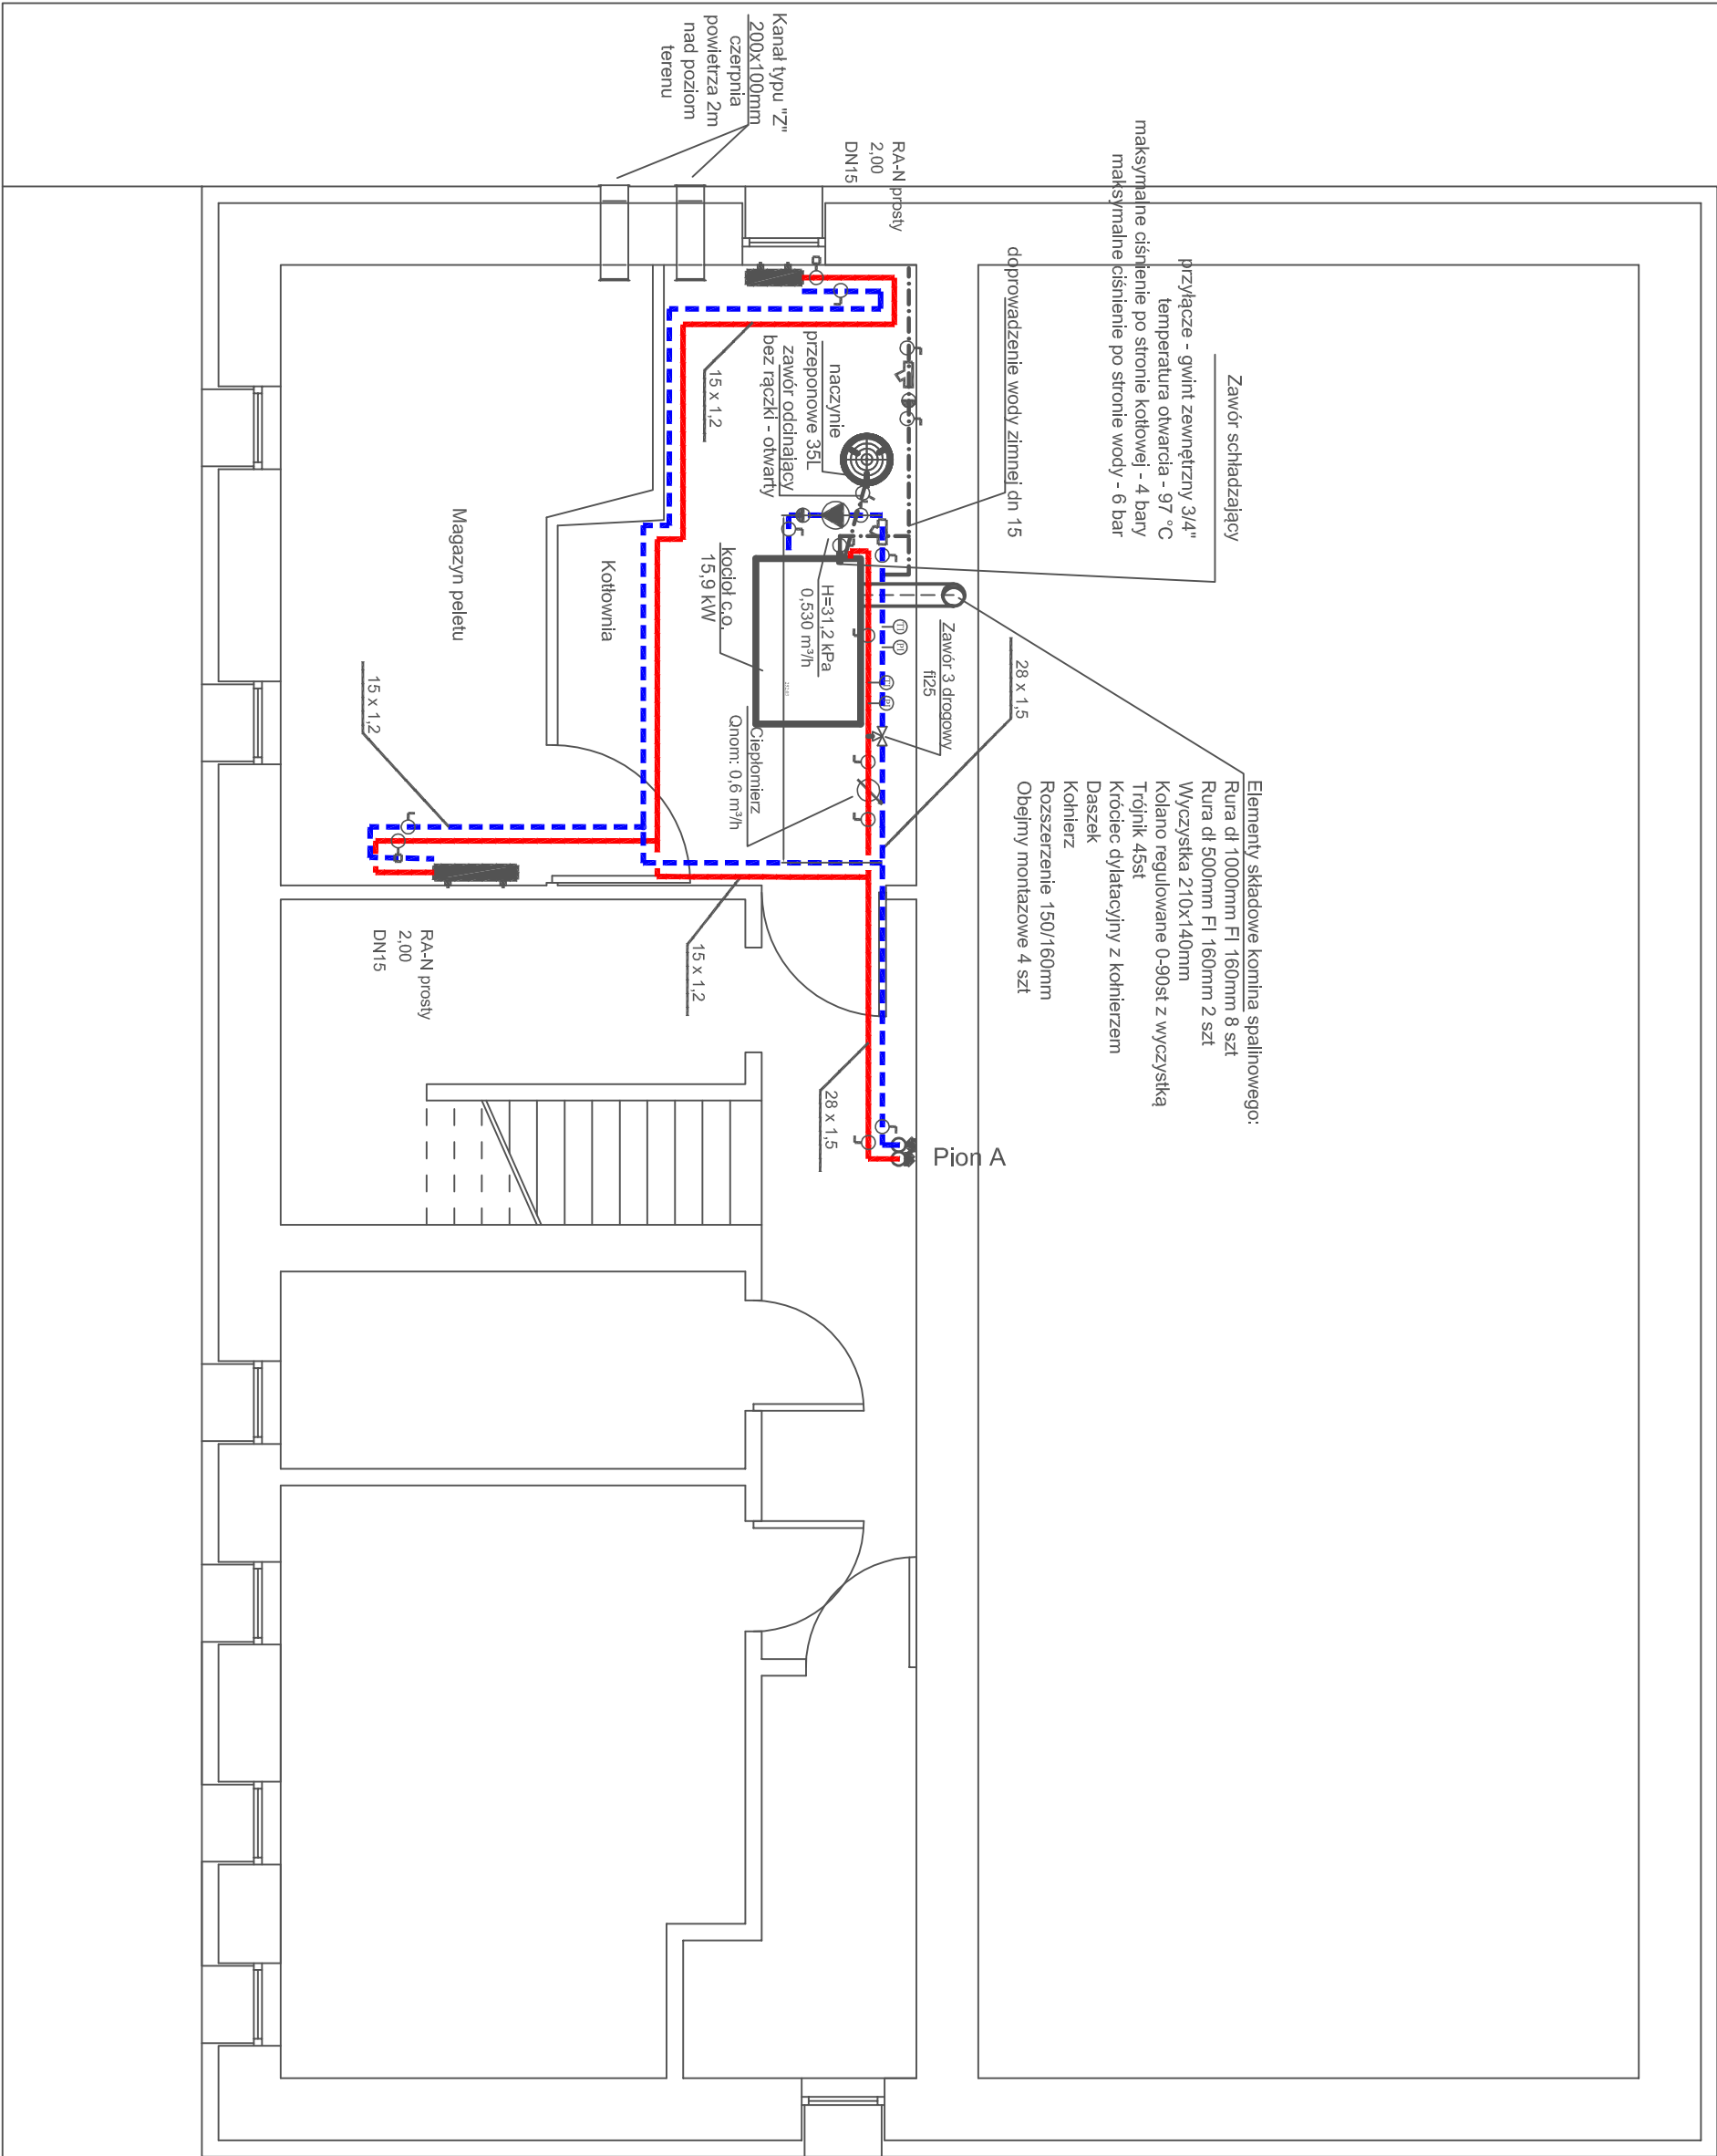 Zawór schładzający
przyłącze - gwint zewnętrzny 3/4"
temperatura otwarcia - 97 °C
maksymalne ciśnienie po stronie kotłowej - 4 bary
maksymalne ciśnienie po stronie wody - 6 bar
doprowadzenie wody zimnej dn 15
RA-N prosty
2,00
DN15
Kanał typu "Z"
200x100mm
czerpnia
powietrza 2m
nad poziom
terenu
Elementy składowe komina spalinowego:
Rura dł 1000mm FI 160mm 8 szt
Rura dł 500mm FI 160mm 2 szt
Wyczystka 210x140mm
Kolano regulowane 0-90st z wyczystką
Trójnik 45st
Króciec dylatacyjny z kołnierzem
Daszek
Kołnierz
Rozszerzenie 150/160mm
Obejmy montazowe 4 szt
28 x 1,5
Zawór 3 drogowy
fi25
TI
PI
TI
PI
naczynie
przeponowe 35L
zawór odcinający
bez rączki - otwarty
H=31,2 kPa
0,530 m³/h
kocioł c.o.
15,9 kW
Ciepłomierz
Qnom: 0,6 m³/h
15 x 1,2
Kotłownia
Magazyn peletu
15 x 1,2
15 x 1,2
RA-N prosty
2,00
DN15
28 x 1,5
Pion A